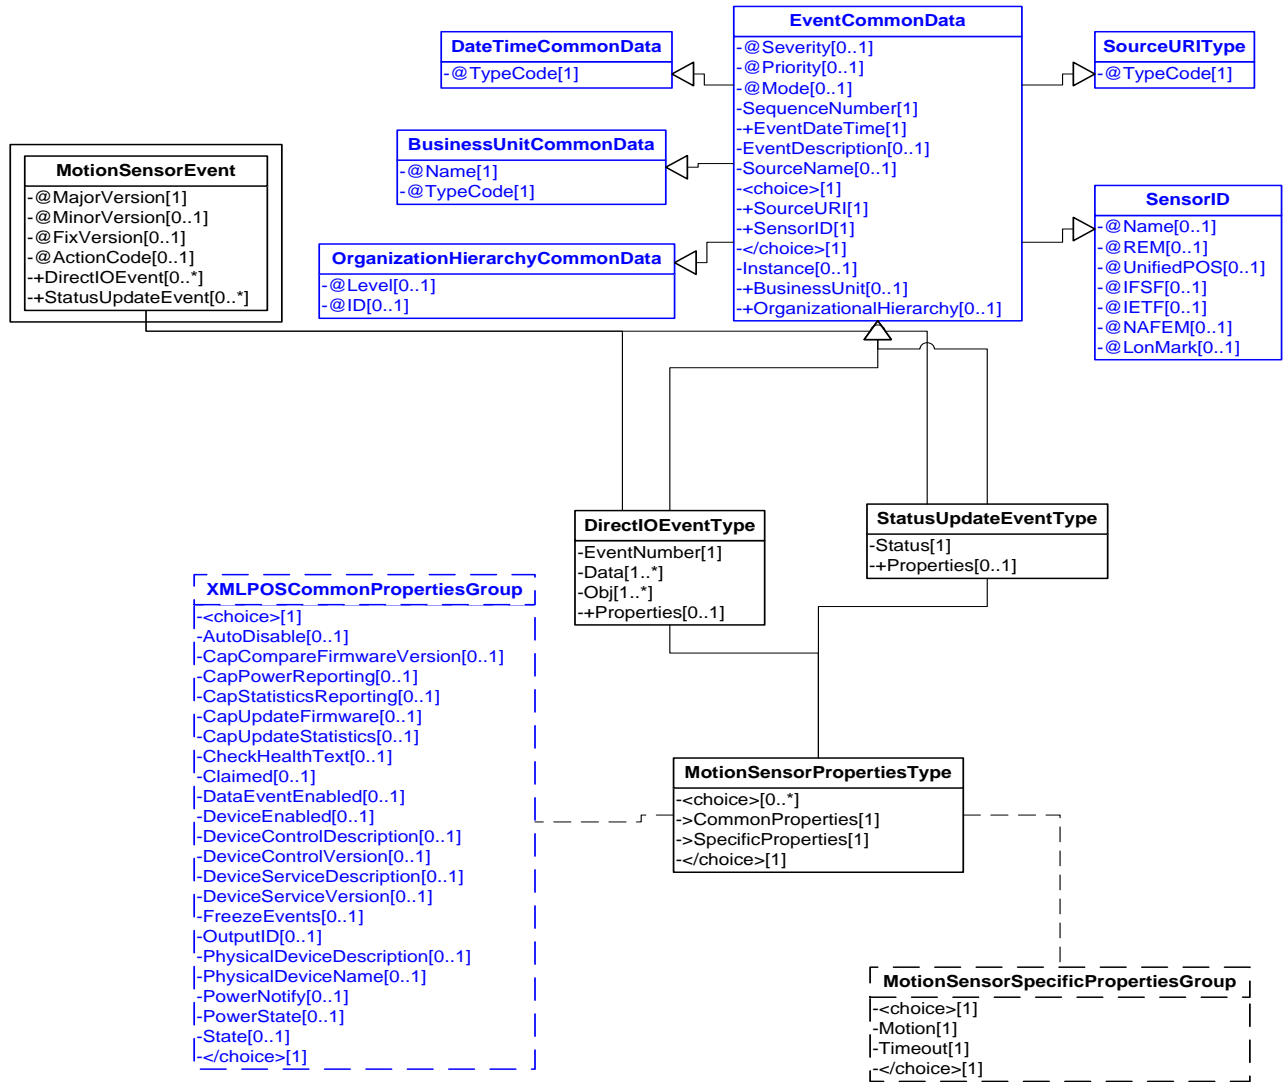 EventCommonData
-@Severity[0..1]
-@Priority[0..1]
-@Mode[0..1]
-SequenceNumber[1]
-+EventDateTime[1]
-EventDescription[0..1]
-SourceName[0..1]
-<choice>[1]
-+SourceURI[1]
-+SensorID[1]
-</choice>[1]
-Instance[0..1]
-+BusinessUnit[0..1]
-+OrganizationalHierarchy[0..1]
DateTimeCommonData
-@TypeCode[1]
SourceURIType
-@TypeCode[1]
BusinessUnitCommonData
-@Name[1]
-@TypeCode[1]
MotionSensorEvent
-@MajorVersion[1]
-@MinorVersion[0..1]
-@FixVersion[0..1]
-@ActionCode[0..1]
-+DirectIOEvent[0..*]
-+StatusUpdateEvent[0..*]
SensorID
-@Name[0..1]
-@REM[0..1]
-@UnifiedPOS[0..1]
-@IFSF[0..1]
-@IETF[0..1]
-@NAFEM[0..1]
-@LonMark[0..1]
OrganizationHierarchyCommonData
-@Level[0..1]
-@ID[0..1]
DirectIOEventType
-EventNumber[1]
-Data[1..*]
-Obj[1..*]
-+Properties[0..1]
StatusUpdateEventType
-Status[1]
-+Properties[0..1]
XMLPOSCommonPropertiesGroup
-<choice>[1]
-AutoDisable[0..1]
-CapCompareFirmwareVersion[0..1]
-CapPowerReporting[0..1]
-CapStatisticsReporting[0..1]
-CapUpdateFirmware[0..1]
-CapUpdateStatistics[0..1]
-CheckHealthText[0..1]
-Claimed[0..1]
-DataEventEnabled[0..1]
-DeviceEnabled[0..1]
-DeviceControlDescription[0..1]
-DeviceControlVersion[0..1]
-DeviceServiceDescription[0..1]
-DeviceServiceVersion[0..1]
-FreezeEvents[0..1]
-OutputID[0..1]
-PhysicalDeviceDescription[0..1]
-PhysicalDeviceName[0..1]
-PowerNotify[0..1]
-PowerState[0..1]
-State[0..1]
-</choice>[1]
MotionSensorPropertiesType
-<choice>[0..*]
->CommonProperties[1]
->SpecificProperties[1]
-</choice>[1]
MotionSensorSpecificPropertiesGroup
-<choice>[1]
-Motion[1]
-Timeout[1]
-</choice>[1]